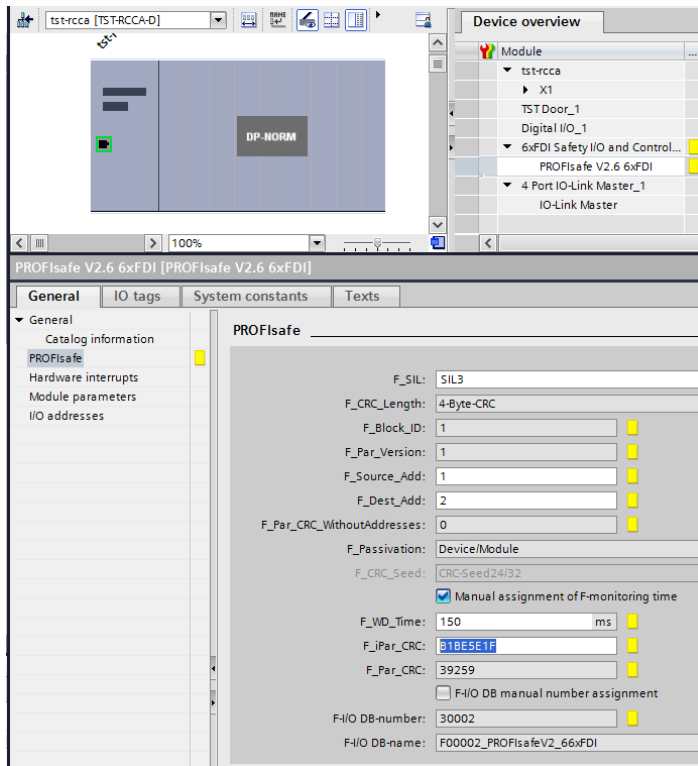 tst-rcca [TST-RCCA-D]
NAME
Device overview
Module
...
tst-rcca
X1
TST Door_1
Digital I/O_1
6xFDI Safety I/O and Control...
PROFIsafe V2.6 6xFDI
4 Port IO-Link Master_1
IO-Link Master
DP-NORM
100%
PROFIsafe V2.6 6xFDI [PROFIsafe V2.6 6xFDI]
General
IO tags
System constants
Texts
General
Catalog information
PROFIsafe
Hardware interrupts
Module parameters
I/O addresses
PROFIsafe
F_SIL: SIL3
F_CRC_Length: 4-Byte-CRC
F_Block_ID: 1
F_Par_Version: 1
F_Source_Add: 1
F_Dest_Add: 2
F_Par_CRC_WithoutAddresses: 0
F_Passivation: Device/Module
F_CRC_Seed: CRC-Seed24/32
Manual assignment of F-monitoring time
F_WD_Time: 150 ms
F_iPar_CRC: B1BE5E1F
F_Par_CRC: 39259
F-I/O DB manual number assignment
F-I/O DB-number: 30002
F-I/O DB-name: F00002_PROFIsafeV2_66xFDI